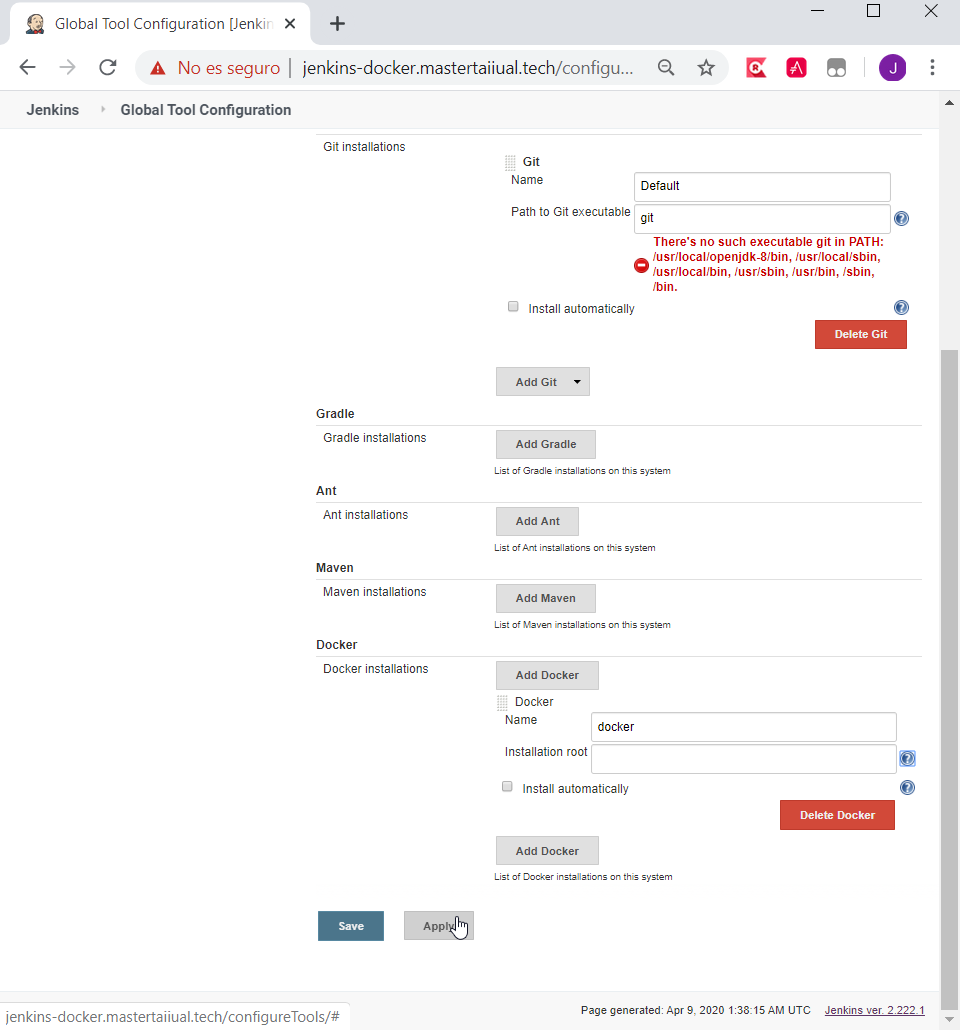 Global Tool Configuration [Jenkin
No es seguro | jenkins-docker.mastertaiiual.tech/configu...
J
Jenkins Global Tool Configuration
Git installations
Git
Name
Default
Path to Git executable
git
There's no such executable git in PATH:
/usr/local/openjdk-8/bin, /usr/local/sbin,
/usr/local/bin, /usr/sbin, /usr/bin, /sbin,
/bin.
Install automatically
Delete Git
Add Git
Gradle
Gradle installations
Add Gradle
List of Gradle installations on this system
Ant
Ant installations
Add Ant
List of Ant installations on this system
Maven
Maven installations
Add Maven
List of Maven installations on this system
Docker
Docker installations
Add Docker
Docker
Name
docker
Installation root
Install automatically
Delete Docker
Add Docker
List of Docker installations on this system
Save Apply
Page generated: Apr 9, 2020 1:38:15 AM UTC Jenkins ver. 2.222.1
jenkins-docker.mastertaiiual.tech/configureTools/#